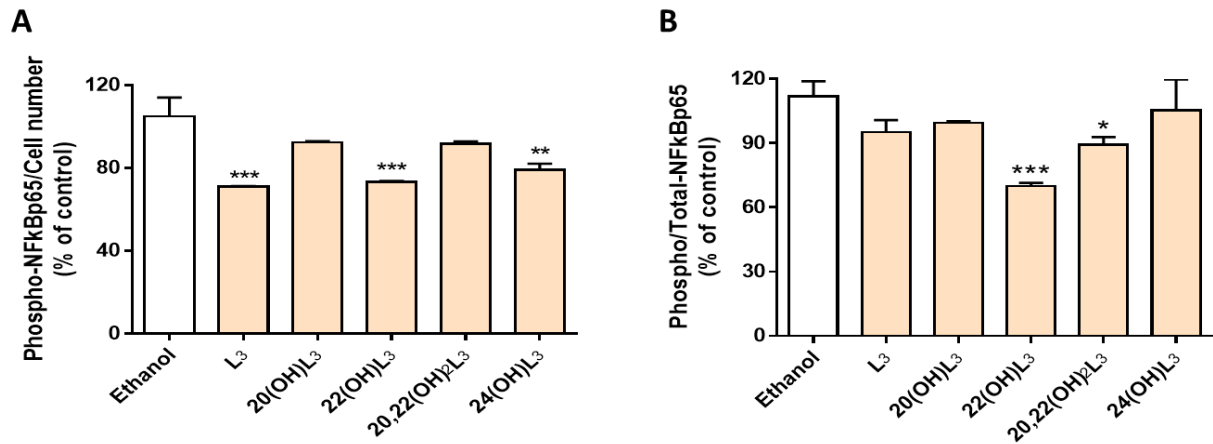 A
Phospho-NFkBp65/Cell number
(% of control)
120
80
40
0
***
***
**
Ethanol
L3
20(OH)L3
22(OH)L3
20,22(OH)2L3
24(OH)L3
B
Phospho/Total-NFkBp65
(% of control)
120
90
60
30
0
***
*
Ethanol
L3
20(OH)L3
22(OH)L3
20,22(OH)2L3
24(OH)L3